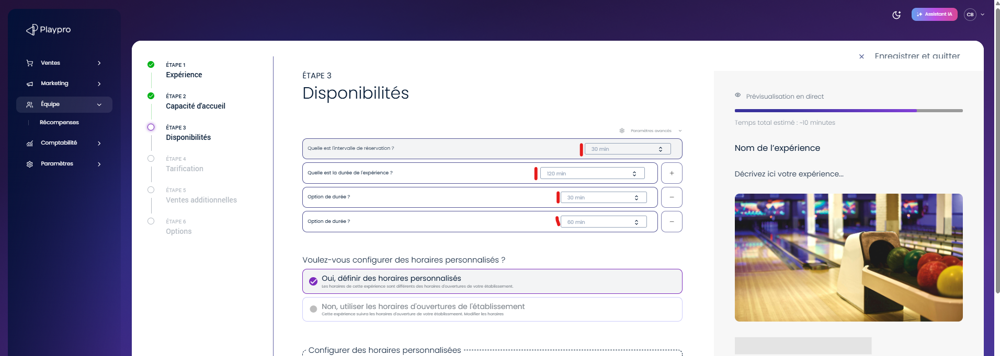 Playpro
Assistant IA
CB
Ventes
Marketing
Équipe
Récompenses
Comptabilité
Paramètres
ÉTAPE 1
Expérience
ÉTAPE 2
Capacité d'accueil
ÉTAPE 3
Disponibilités
ÉTAPE 4
Tarification
ÉTAPE 5
Ventes additionnelles
ÉTAPE 6
Options
Enregistrer et quitter
ÉTAPE 3
Disponibilités
Paramètres avancés
Quelle est l'intervalle de réservation ?
30 min
Quelle est la durée de l'expérience ?
120 min
+
Option de durée ?
30 min
−
Option de durée ?
60 min
−
Voulez-vous configurer des horaires personnalisés ?
Oui, définir des horaires personnalisés
Les horaires de cette expérience sont différents des horaires d'ouvertures de votre établissement.
Non, utiliser les horaires d'ouvertures de l'établissement
Cette expérience suivra les horaires d'ouverture de votre établissmeent. Modifier les horaires
Configurer des horaires personnalisées
Prévisualisation en direct
Temps total estimé : ~10 minutes
Nom de l'expérience
Décrivez ici votre expérience...